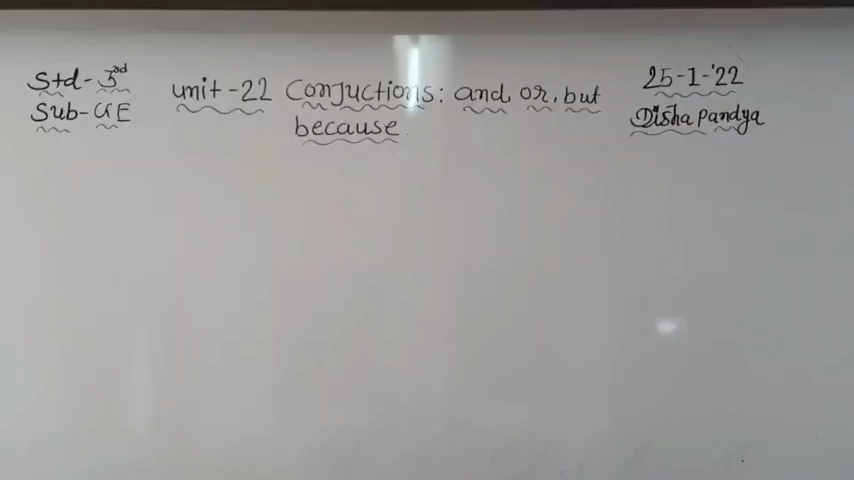 Std-3rd
Sub-GE
unit-22 Conjuctions: and, or, but
because.
25-1-'22
Disha Pandya